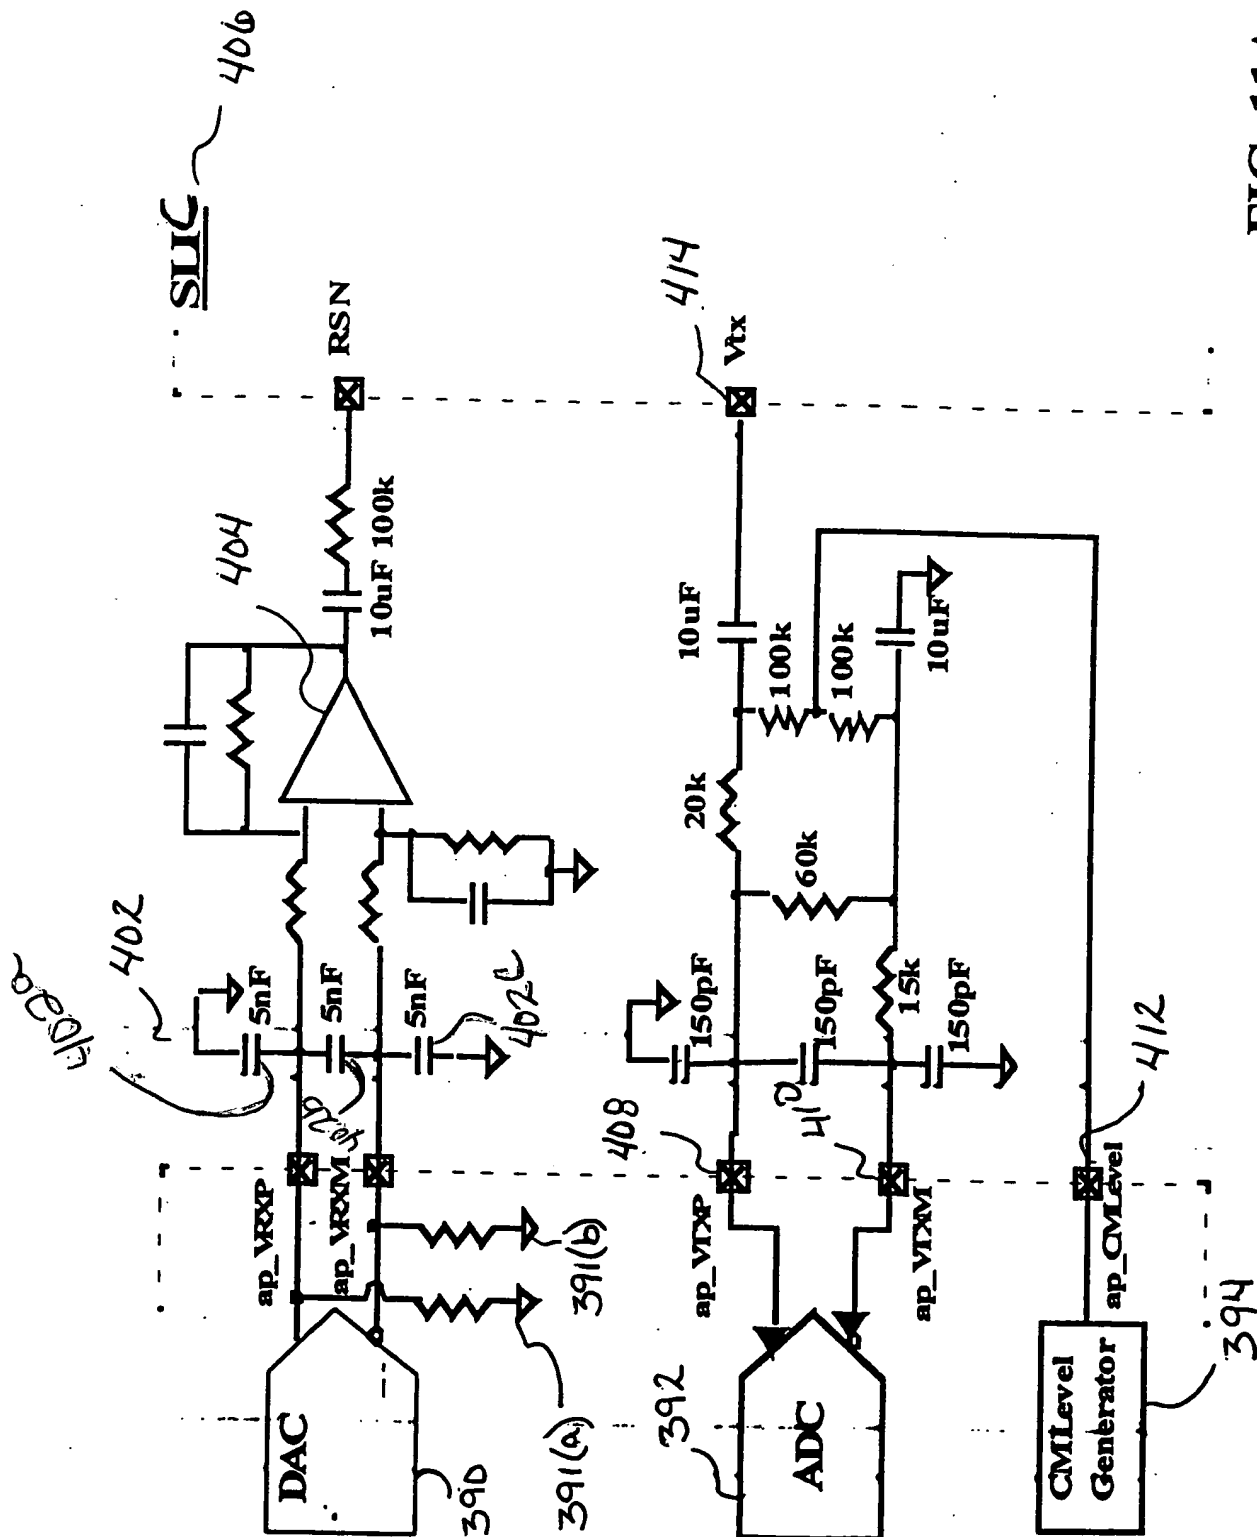 SLIC
406
RSN
404
10uF 100k
402
402a
5nF
5nF
5nF
402b
402c
ap_VRXP
ap_VRXM
391(b)
391(a)
DAC
390
414
Vtx
10uF
100k
100k
10uF
20k
60k
15k
150pF
150pF
150pF
408
410
412
ap_VTXP
ap_VTXM
ap_CMLevel
392
ADC
CMLevel
Generator
394